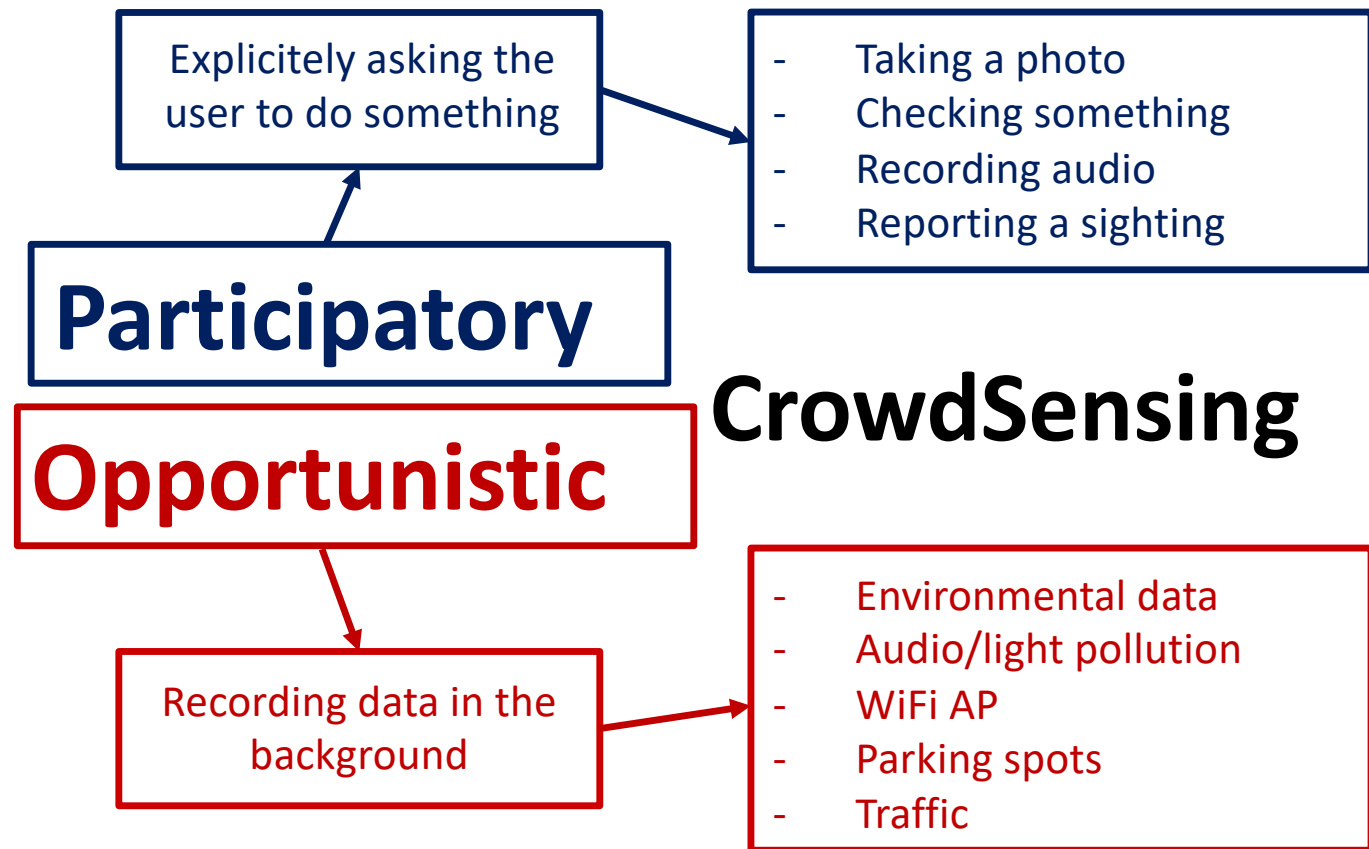 Explicitely asking the
user to do something
- Taking a photo
- Checking something
- Recording audio
- Reporting a sighting
Participatory
CrowdSensing
Opportunistic
Recording data in the
background
- Environmental data
- Audio/light pollution
- WiFi AP
- Parking spots
- Traffic